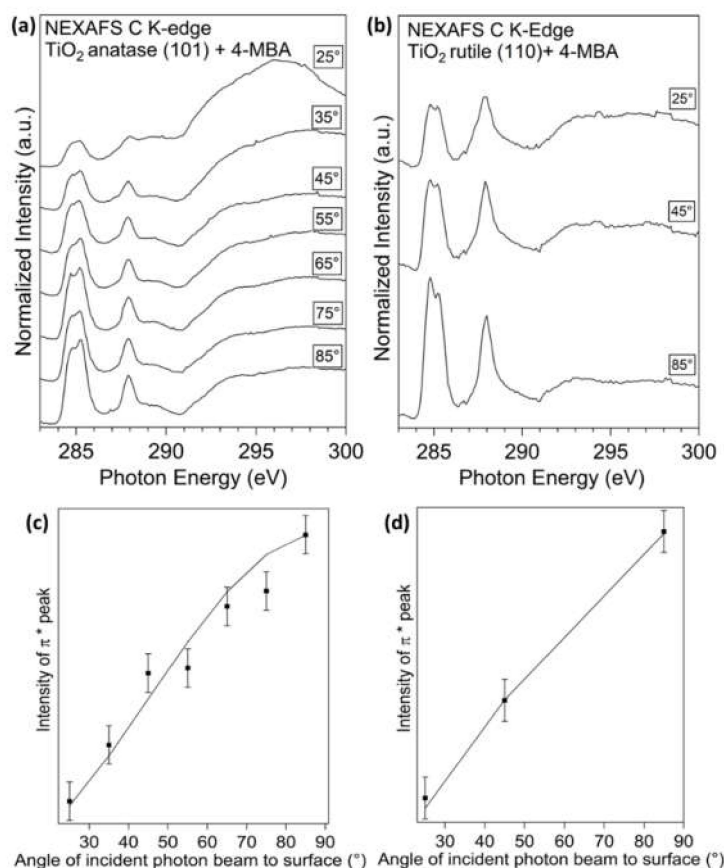 (a)
NEXAFS C K-edge
TiO₂ anatase (101) + 4-MBA
25°
35°
45°
55°
65°
75°
85°
Normalized Intensity (a.u.)
285 290 295 300
Photon Energy (eV)
(b)
NEXAFS C K-Edge
TiO₂ rutile (110)+ 4-MBA
25°
45°
85°
Normalized Intensity (a.u.)
285 290 295 300
Photon Energy (eV)
(c)
Intensity of π* peak
30 40 50 60 70 80 90
Angle of incident photon beam to surface (°)
(d)
Intensity of π* peak
30 40 50 60 70 80 90
Angle of incident photon beam to surface (°)